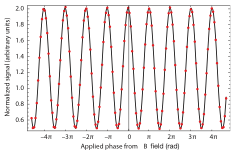 Normalized signal (arbitrary units)
2.0
1.8
1.6
1.4
1.2
1.0
0.8
0.6
−4π −3π −2π −π 0 π 2π 3π 4π
Applied phase from B field (rad)